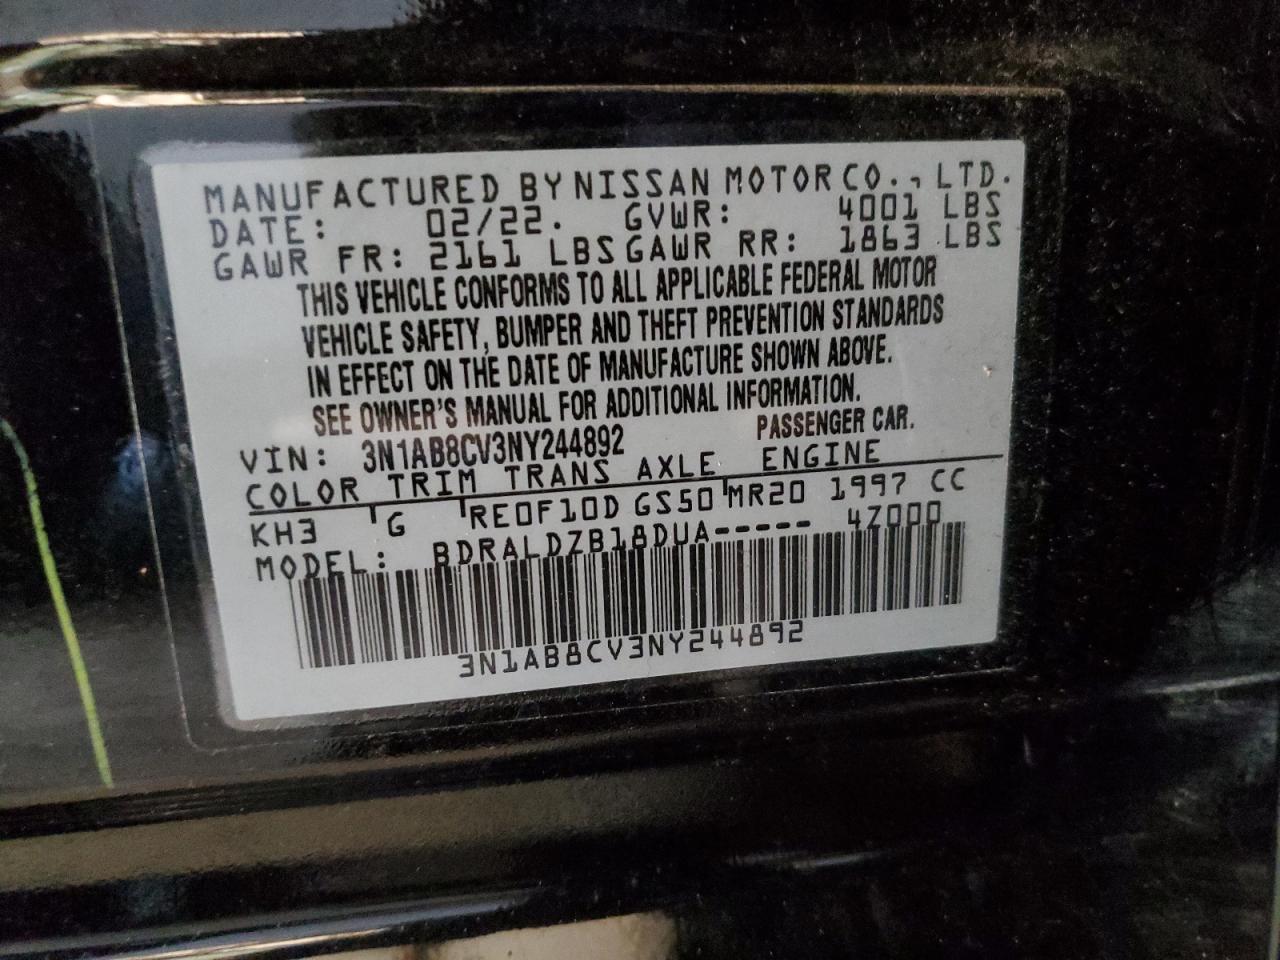 MANUFACTURED BY NISSAN MOTOR CO., LTD.
DATE: 02/22. GVWR: 4001 LBS
GAWR FR: 2161 LBS GAWR RR: 1863 LBS
THIS VEHICLE CONFORMS TO ALL APPLICABLE FEDERAL MOTOR
VEHICLE SAFETY, BUMPER AND THEFT PREVENTION STANDARDS
IN EFFECT ON THE DATE OF MANUFACTURE SHOWN ABOVE.
SEE OWNER'S MANUAL FOR ADDITIONAL INFORMATION.
VIN: 3N1AB8CV3NY244892 PASSENGER CAR.
COLOR TRIM TRANS AXLE ENGINE
KH3 G RE0F10D GS50 MR20 1997 CC
MODEL: BDRALDZB18DUA----- 4Z000
3N1AB8CV3NY244892